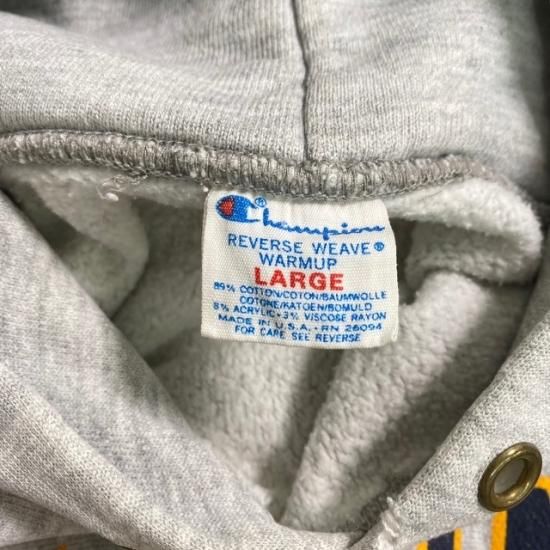 Champion®
REVERSE WEAVE®
WARMUP
LARGE
89% COTTON/COTON/BAUMWOLLE
COTONE/KATOEN/BOMULD
8% ACRYLIC - 3% VISCOSE RAYON
MADE IN U.S.A. - RN 26094
FOR CARE SEE REVERSE